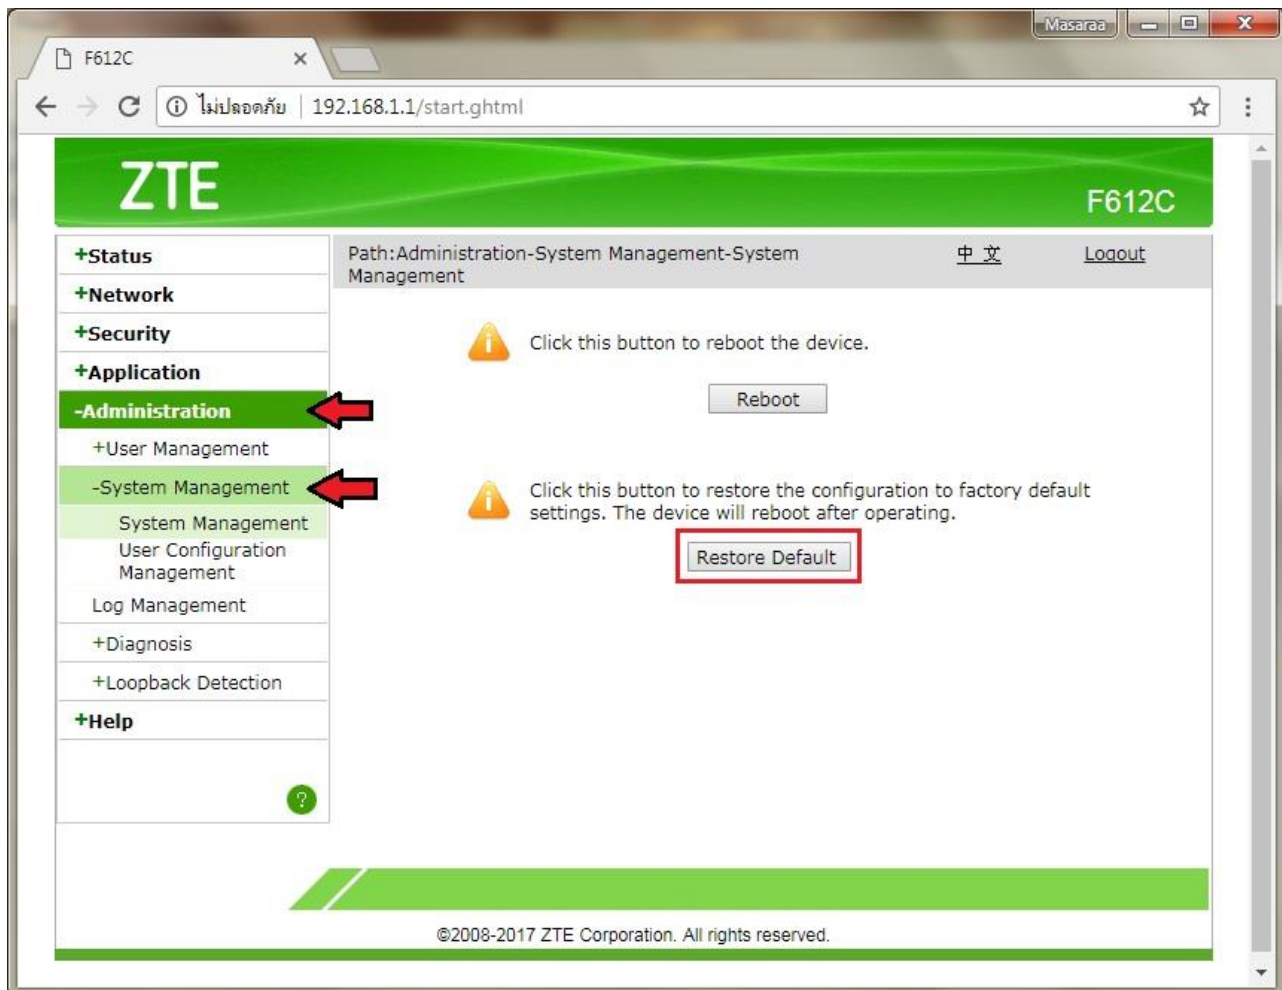 Masaraa
F612C
ไม่ปลอดภัย | 192.168.1.1/start.ghtml
ZTE
F612C
+Status
+Network
+Security
+Application
-Administration
+User Management
-System Management
System Management
User Configuration
Management
Log Management
+Diagnosis
+Loopback Detection
+Help
?
Path:Administration-System Management-System
Management
中 文
Logout
Click this button to reboot the device.
Reboot
Click this button to restore the configuration to factory default
settings. The device will reboot after operating.
Restore Default
©2008-2017 ZTE Corporation. All rights reserved.